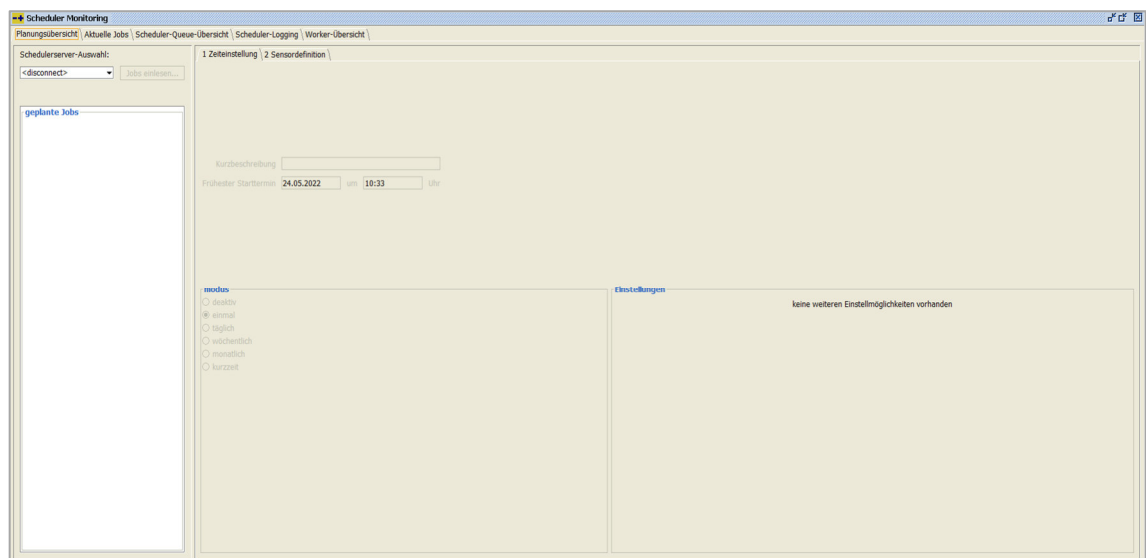 Scheduler Monitoring
Planungsübersicht Aktuelle Jobs Scheduler-Queue-Übersicht Scheduler-Logging Worker-Übersicht
Schedulerserver-Auswahl:
<disconnect> Jobs einlesen...
geplante Jobs
1 Zeiteinstellung 2 Sensordefinition
Kurzbeschreibung
Frühester Starttermin 24.05.2022 um 10:33 Uhr
modus
deaktiv
einmal
täglich
wöchentlich
monatlich
kurzzeit
Einstellungen
keine weiteren Einstellmöglichkeiten vorhanden